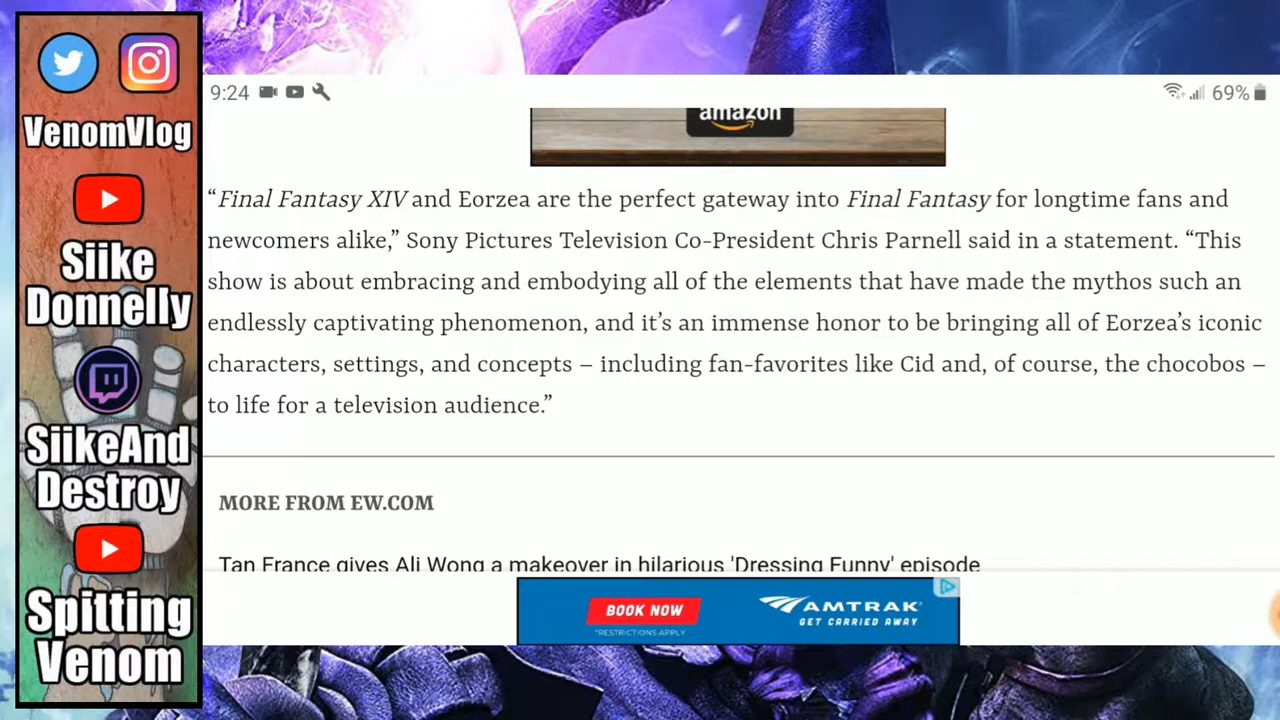 VenomVlog
Siike
Donnelly
SiikeAnd
Destroy
Spitting
Venom
9:24
69%
amazon
“Final Fantasy XIV and Eorzea are the perfect gateway into Final Fantasy for longtime fans and
newcomers alike,” Sony Pictures Television Co-President Chris Parnell said in a statement. “This
show is about embracing and embodying all of the elements that have made the mythos such an
endlessly captivating phenomenon, and it’s an immense honor to be bringing all of Eorzea’s iconic
characters, settings, and concepts – including fan-favorites like Cid and, of course, the chocobos –
to life for a television audience.”
MORE FROM EW.COM
Tan France gives Ali Wong a makeover in hilarious 'Dressing Funny' episode
BOOK NOW
*RESTRICTIONS APPLY
AMTRAK
GET CARRIED AWAY